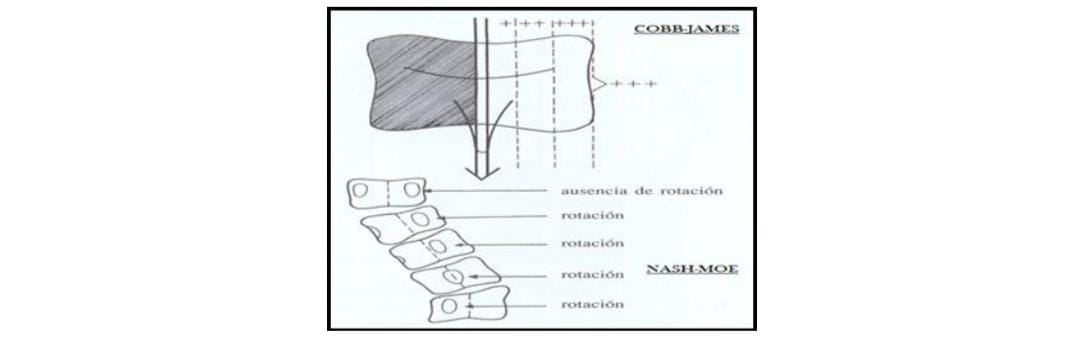 + ++ +++
COBB-JAMES
+++
ausencia de rotación
rotación
rotación
rotación
NASH-MOE
rotación